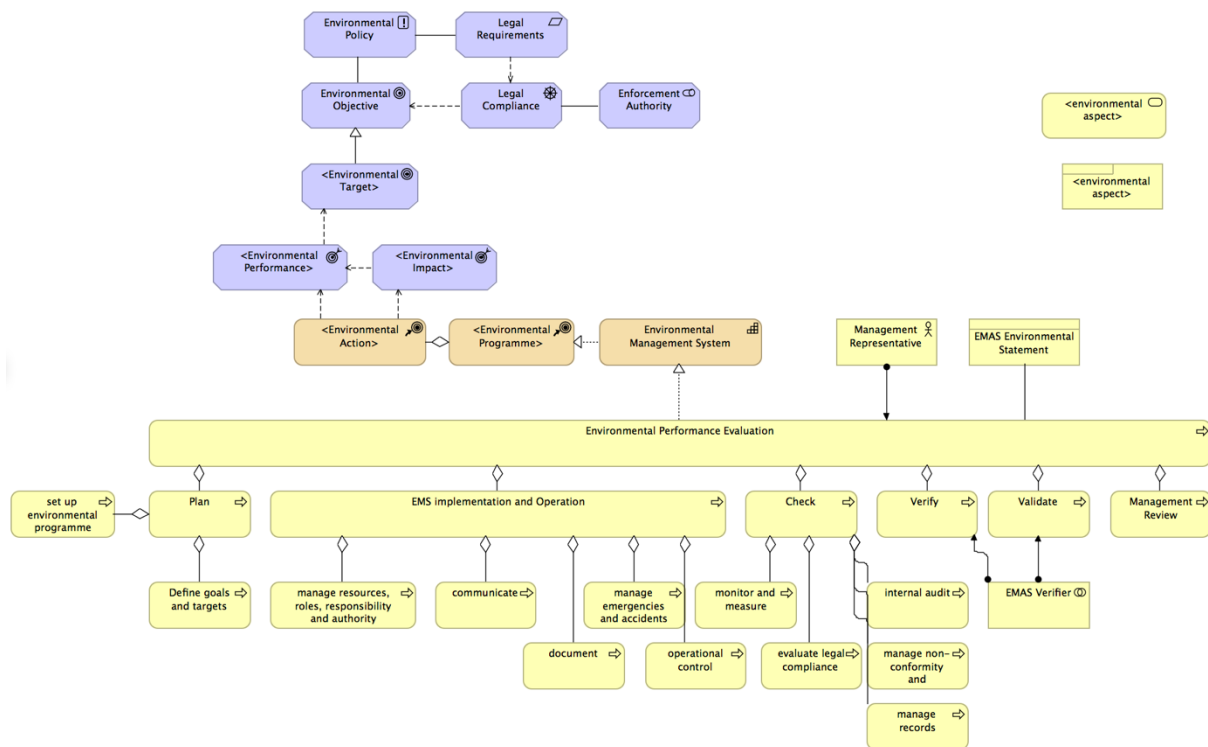 Environmental
Policy
Legal
Requirements
Environmental
Objective
Legal
Compliance
Enforcement
Authority
<environmental
aspect>
<Environmental
Target>
<environmental
aspect>
<Environmental
Performance>
<Environmental
Impact>
<Environmental
Action>
<Environmental
Programme>
Environmental
Management System
Management
Representative
EMAS Environmental
Statement
Environmental Performance Evaluation
set up
environmental
programme
Plan
EMS implementation and Operation
Check
Verify
Validate
Management
Review
Define goals
and targets
manage resources,
roles, responsibility
and authority
communicate
manage
emergencies
and accidents
monitor and
measure
internal audit
EMAS Verifier
document
operational
control
evaluate legal
compliance
manage non-
conformity
and
manage
records